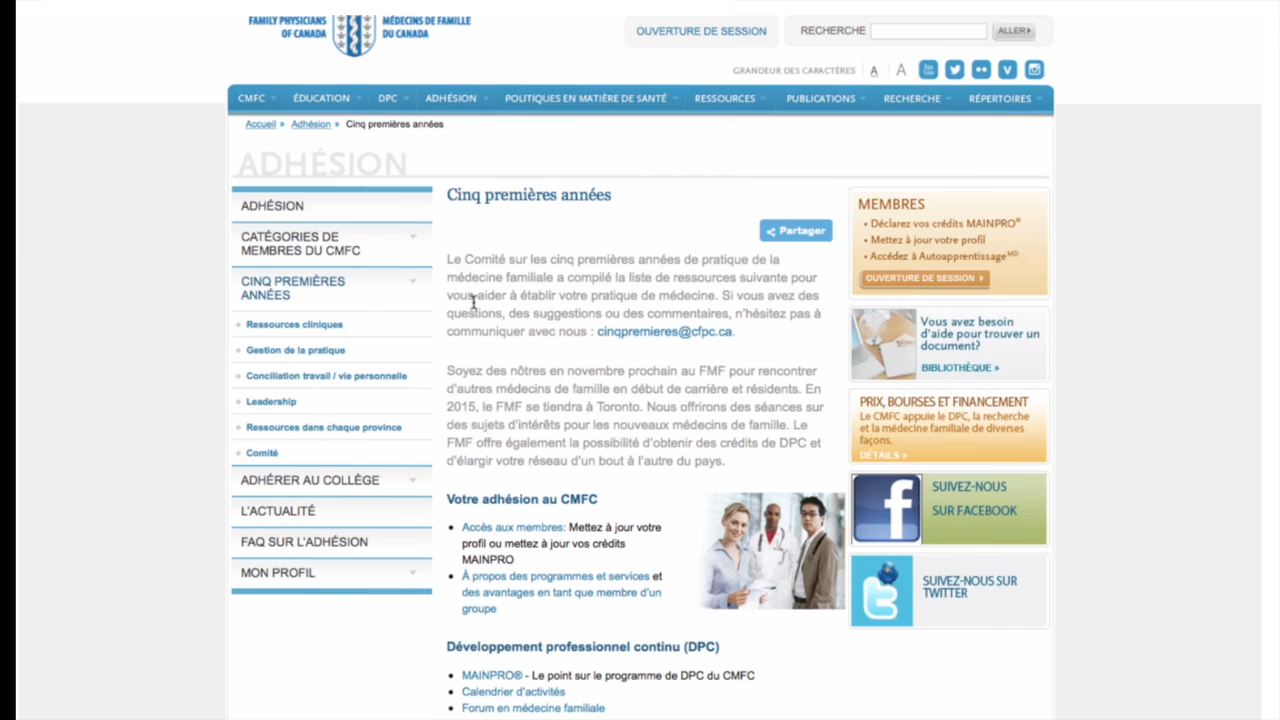 FAMILY PHYSICIANS
OF CANADA
MÉDECINS DE FAMILLE
DU CANADA
OUVERTURE DE SESSION
RECHERCHE
ALLER
GRANDEUR DES CARACTÈRES A A
CMFC ÉDUCATION DPC ADHÉSION POLITIQUES EN MATIÈRE DE SANTÉ RESSOURCES PUBLICATIONS RECHERCHE RÉPERTOIRES
Accueil » Adhésion » Cinq premières années
ADHÉSION
ADHÉSION
CATÉGORIES DE
MEMBRES DU CMFC
CINQ PREMIÈRES
ANNÉES
Ressources cliniques
Gestion de la pratique
Conciliation travail / vie personnelle
Leadership
Ressources dans chaque province
Comité
ADHÉRER AU COLLÈGE
L'ACTUALITÉ
FAQ SUR L'ADHÉSION
MON PROFIL
Cinq premières années
Partager
Le Comité sur les cinq premières années de pratique de la
médecine familiale a compilé la liste de ressources suivante pour
vous aider à établir votre pratique de médecine. Si vous avez des
questions, des suggestions ou des commentaires, n'hésitez pas à
communiquer avec nous : cinqpremieres@cfpc.ca.
Soyez des nôtres en novembre prochain au FMF pour rencontrer
d'autres médecins de famille en début de carrière et résidents. En
2015, le FMF se tiendra à Toronto. Nous offrirons des séances sur
des sujets d'intérêts pour les nouveaux médecins de famille. Le
FMF offre également la possibilité d'obtenir des crédits de DPC et
d'élargir votre réseau d'un bout à l'autre du pays.
Votre adhésion au CMFC
• Accès aux membres: Mettez à jour votre
profil ou mettez à jour vos crédits
MAINPRO
• À propos des programmes et services et
des avantages en tant que membre d'un
groupe
Développement professionnel continu (DPC)
• MAINPRO® - Le point sur le programme de DPC du CMFC
• Calendrier d'activités
• Forum en médecine familiale
MEMBRES
• Déclarez vos crédits MAINPRO®
• Mettez à jour votre profil
• Accédez à Autoapprentissage MD
OUVERTURE DE SESSION
Vous avez besoin
d'aide pour trouver un
document?
BIBLIOTHÈQUE »
PRIX, BOURSES ET FINANCEMENT
Le CMFC appuie le DPC, la recherche
et la médecine familiale de diverses
façons.
DÉTAILS »
SUIVEZ-NOUS
SUR FACEBOOK
SUIVEZ-NOUS SUR
TWITTER